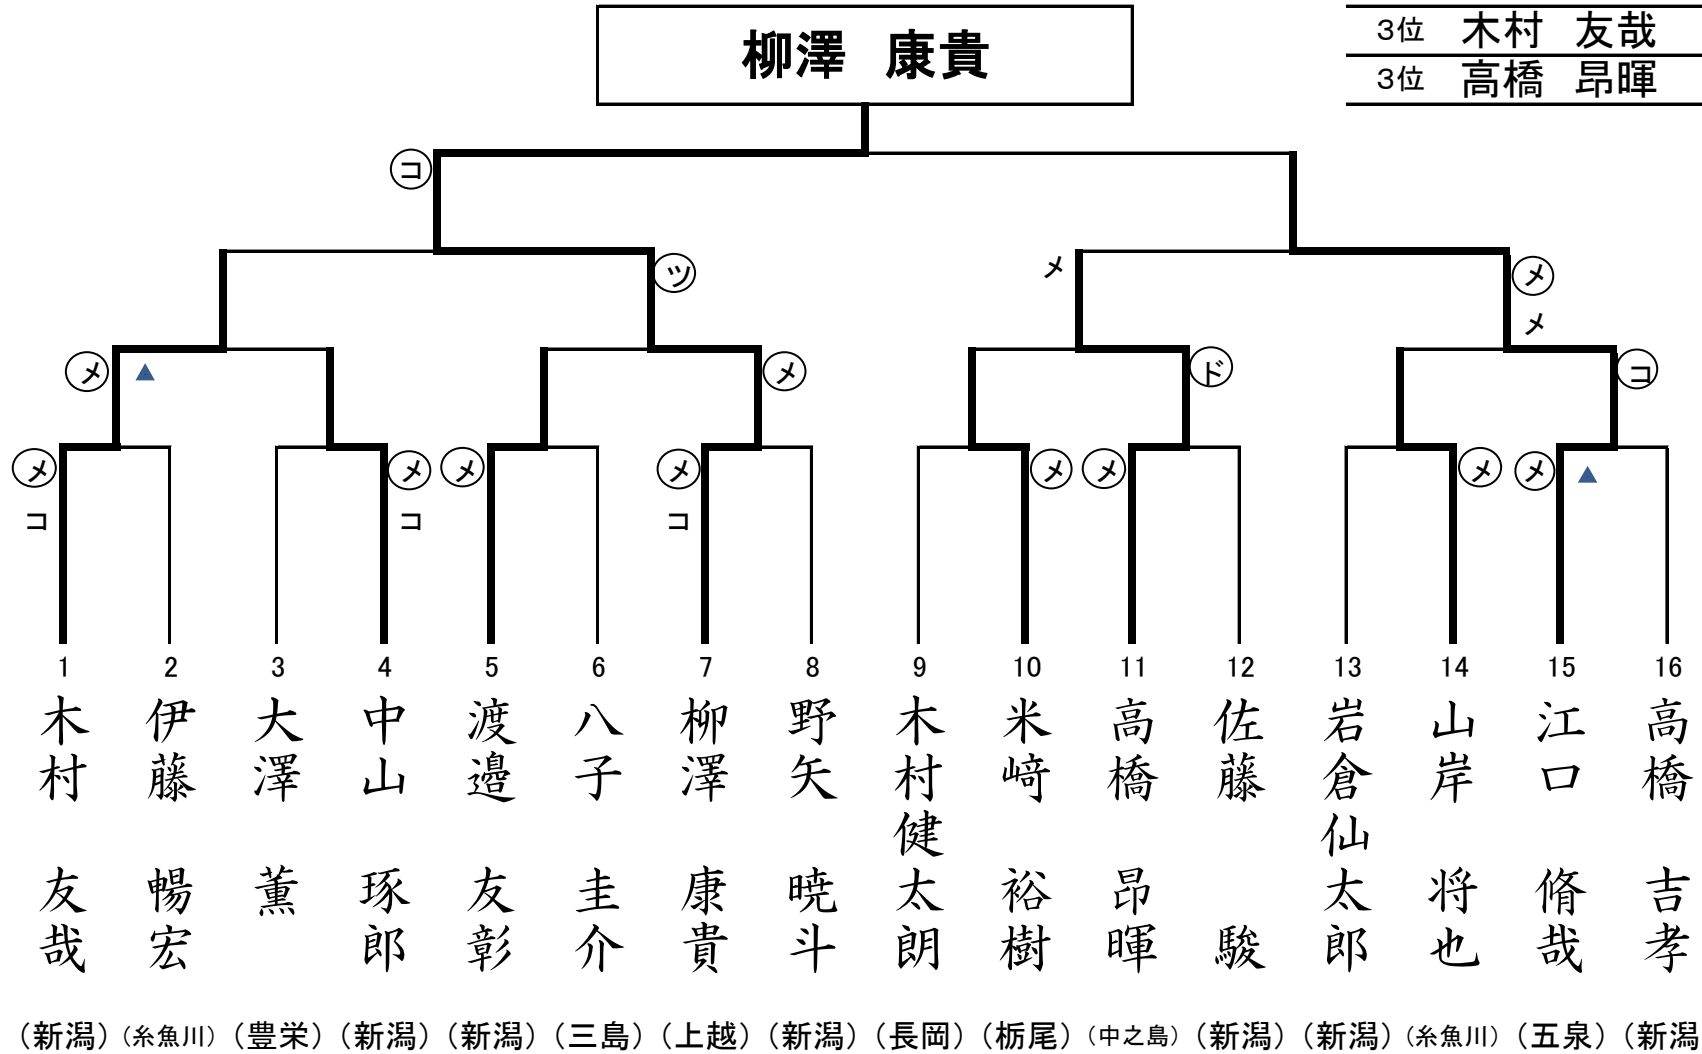 柳澤 康貴
3位 木村 友哉
3位 高橋 昂暉
コ
ツ メ メ
メ
メ ▲ メ ド コ
メ メ メ メ メ メ メ メ ▲
コ コ コ
1 2 3 4 5 6 7 8 9 10 11 12 13 14 15 16
木村 友哉
伊藤 暢宏
大澤 薫
中山 琢郎
渡邉 友彰
八子 圭介
柳澤 康貴
野矢 暁斗
木村健太朗
米﨑 裕樹
高橋 昂暉
佐藤 駿
岩倉仙太郎
山岸 将也
江口 脩哉
高橋 吉孝
(新潟) (糸魚川) (豊栄) (新潟) (新潟) (三島) (上越) (新潟) (長岡) (栃尾) (中之島) (新潟) (新潟) (糸魚川) (五泉) (新潟